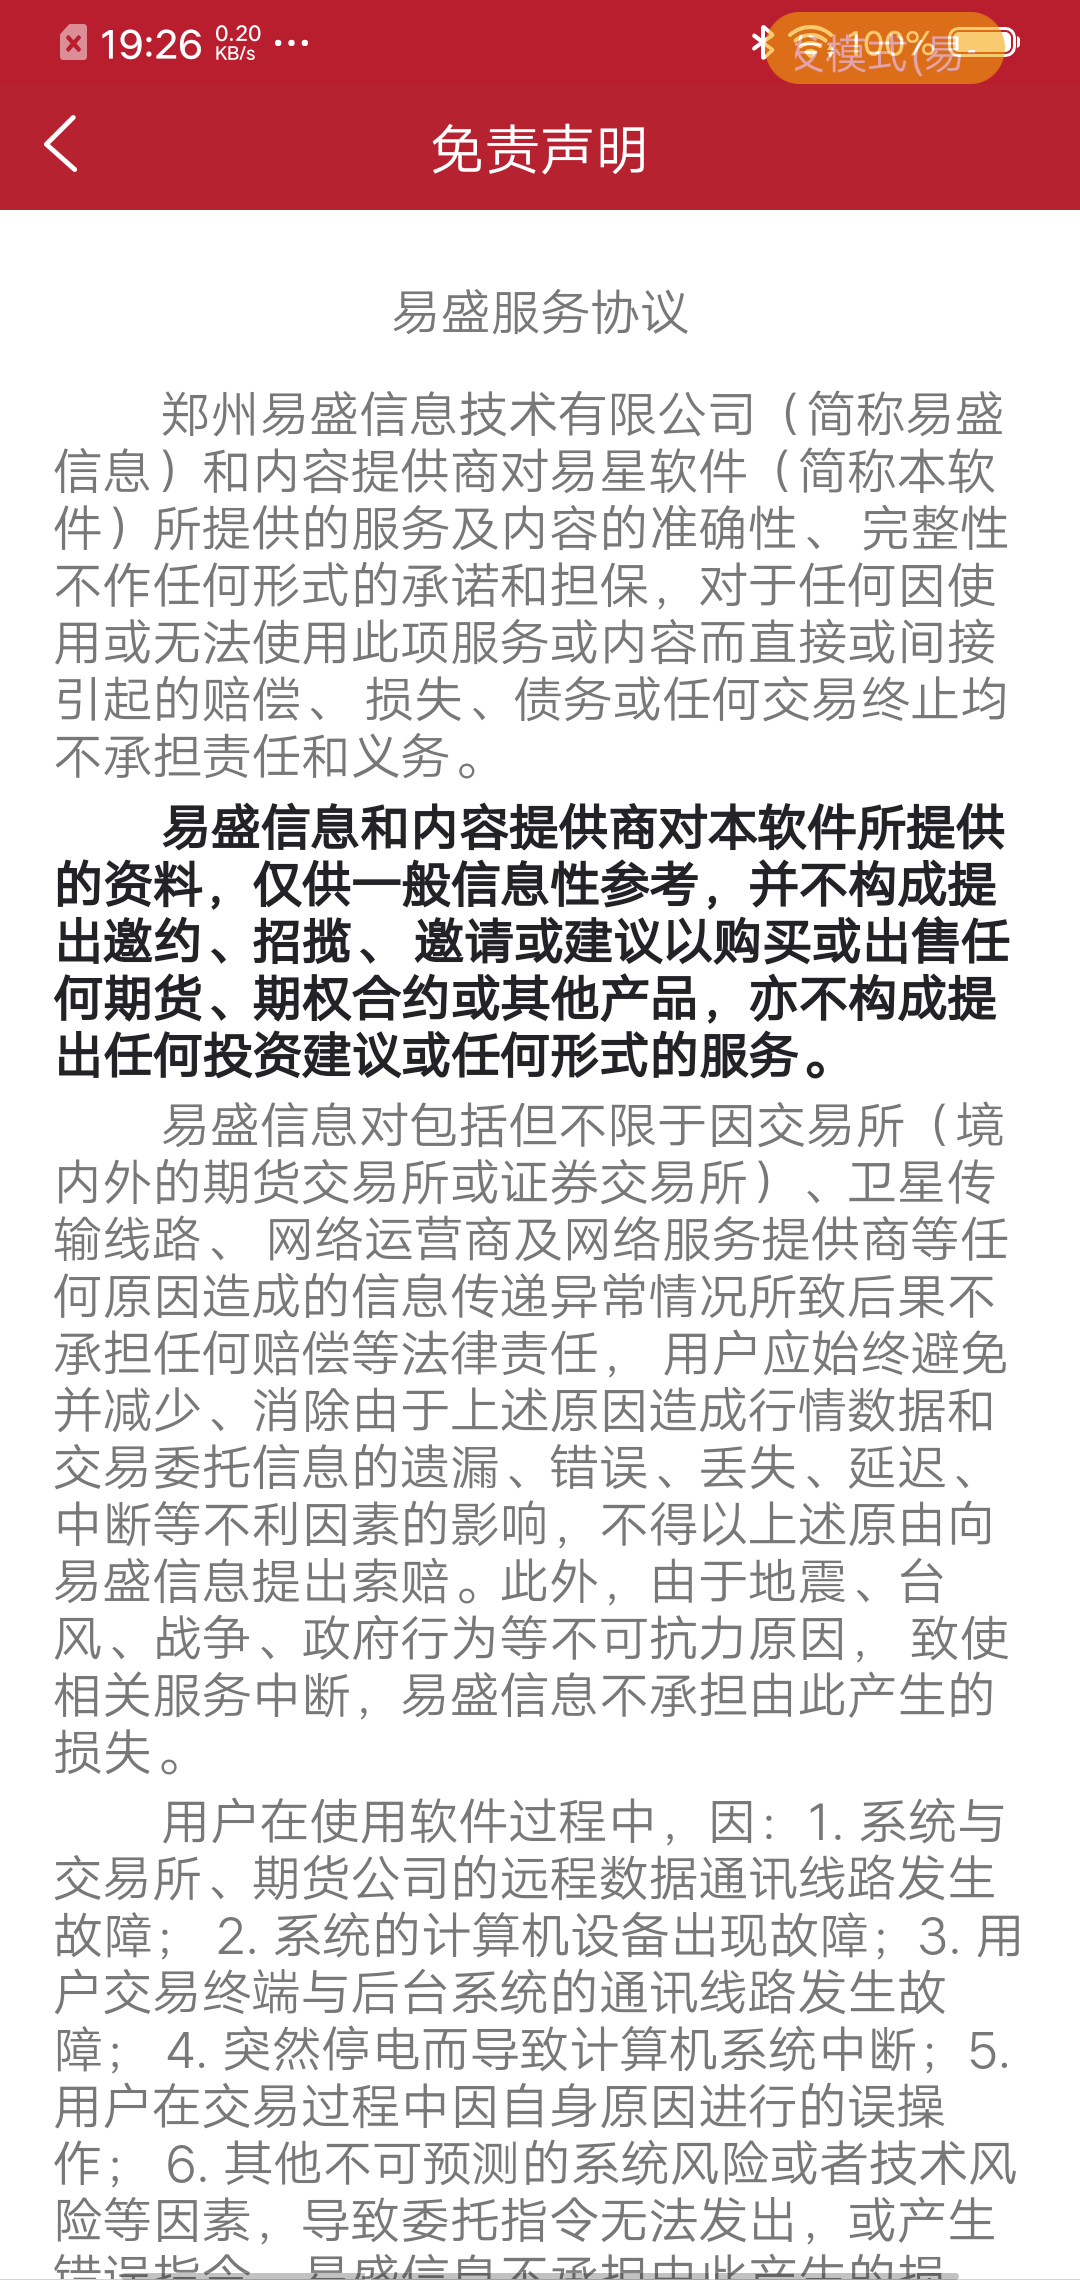 19:26 0.20 KB/s ... 100%
发模式(易
免责声明
易盛服务协议
郑州易盛信息技术有限公司（简称易盛
信息）和内容提供商对易星软件（简称本软
件）所提供的服务及内容的准确性、 完整性
不作任何形式的承诺和担保，对于任何因使
用或无法使用此项服务或内容而直接或间接
引起的赔偿、 损失、债务或任何交易终止均
不承担责任和义务。
易盛信息和内容提供商对本软件所提供
的资料，仅供一般信息性参考，并不构成提
出邀约、招揽、 邀请或建议以购买或出售任
何期货、期权合约或其他产品，亦不构成提
出任何投资建议或任何形式的服务。
易盛信息对包括但不限于因交易所（境
内外的期货交易所或证券交易所）、卫星传
输线路、 网络运营商及网络服务提供商等任
何原因造成的信息传递异常情况所致后果不
承担任何赔偿等法律责任， 用户应始终避免
并减少、消除由于上述原因造成行情数据和
交易委托信息的遗漏、错误、丢失、延迟、
中断等不利因素的影响，不得以上述原由向
易盛信息提出索赔。此外，由于地震、台
风、战争、政府行为等不可抗力原因， 致使
相关服务中断，易盛信息不承担由此产生的
损失。
用户在使用软件过程中，因：1. 系统与
交易所、期货公司的远程数据通讯线路发生
故障； 2. 系统的计算机设备出现故障；3. 用
户交易终端与后台系统的通讯线路发生故
障； 4. 突然停电而导致计算机系统中断；5.
用户在交易过程中因自身原因进行的误操
作； 6. 其他不可预测的系统风险或者技术风
险等因素，导致委托指令无法发出，或产生
错误指令，易盛信息不承担由此产生的损